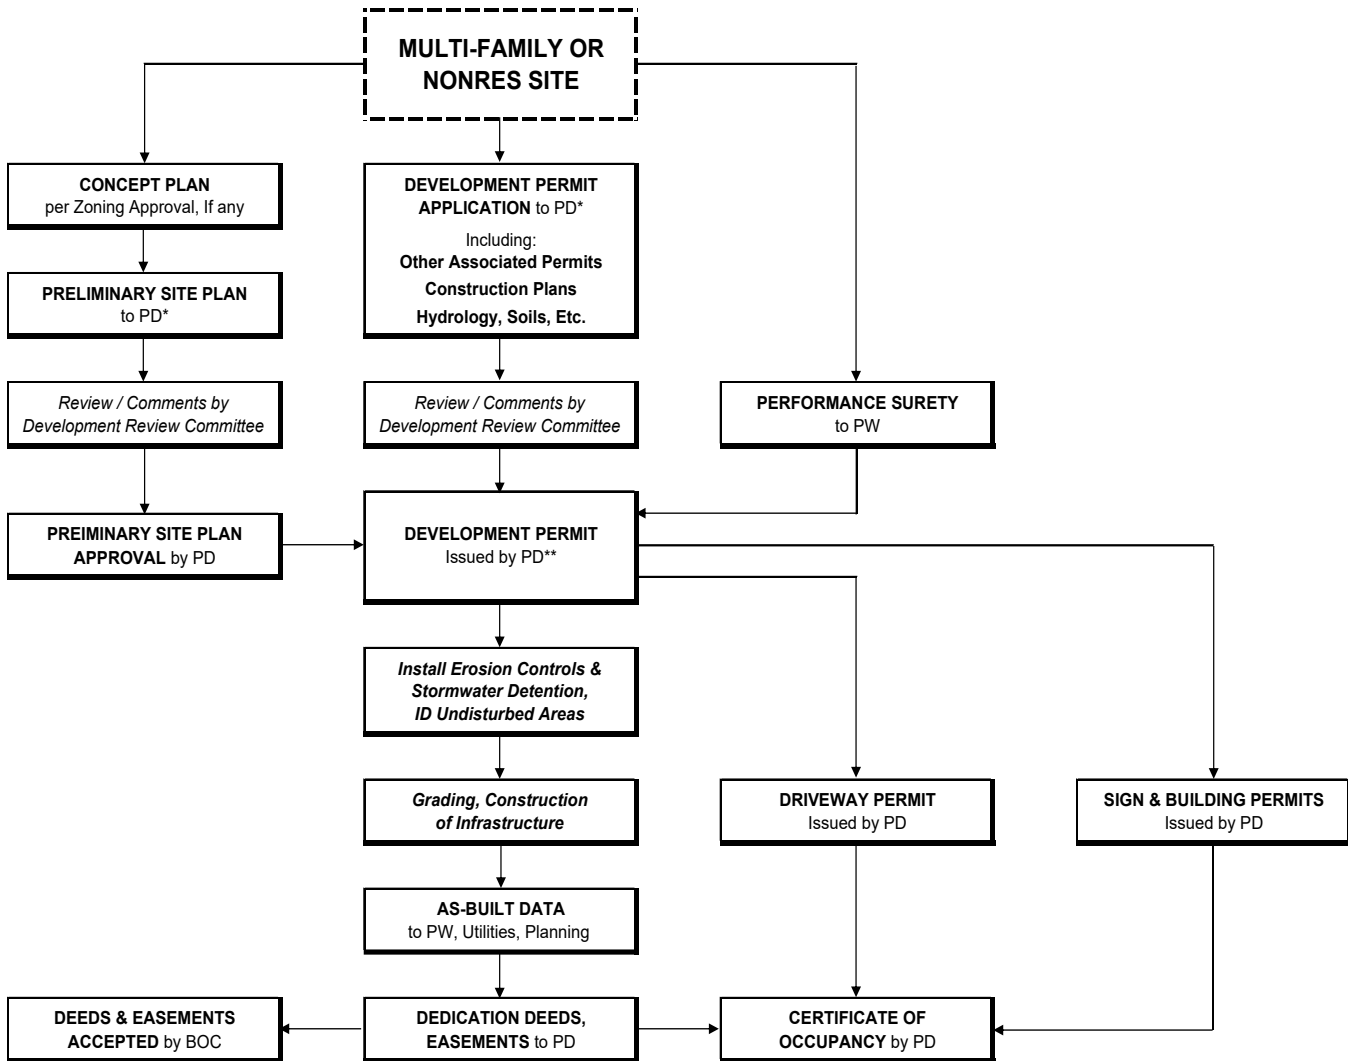 MULTI-FAMILY OR
NONRES SITE
CONCEPT PLAN
per Zoning Approval, If any
DEVELOPMENT PERMIT
APPLICATION to PD*
Including:
Other Associated Permits
Construction Plans
Hydrology, Soils, Etc.
PRELIMINARY SITE PLAN
to PD*
Review / Comments by
Development Review Committee
Review / Comments by
Development Review Committee
PERFORMANCE SURETY
to PW
PREIMINARY SITE PLAN
APPROVAL by PD
DEVELOPMENT PERMIT
Issued by PD**
Install Erosion Controls &
Stormwater Detention,
ID Undisturbed Areas
Grading, Construction
of Infrastructure
DRIVEWAY PERMIT
Issued by PD
SIGN & BUILDING PERMITS
Issued by PD
AS-BUILT DATA
to PW, Utilities, Planning
DEEDS & EASEMENTS
ACCEPTED by BOC
DEDICATION DEEDS,
EASEMENTS to PD
CERTIFICATE OF
OCCUPANCY by PD